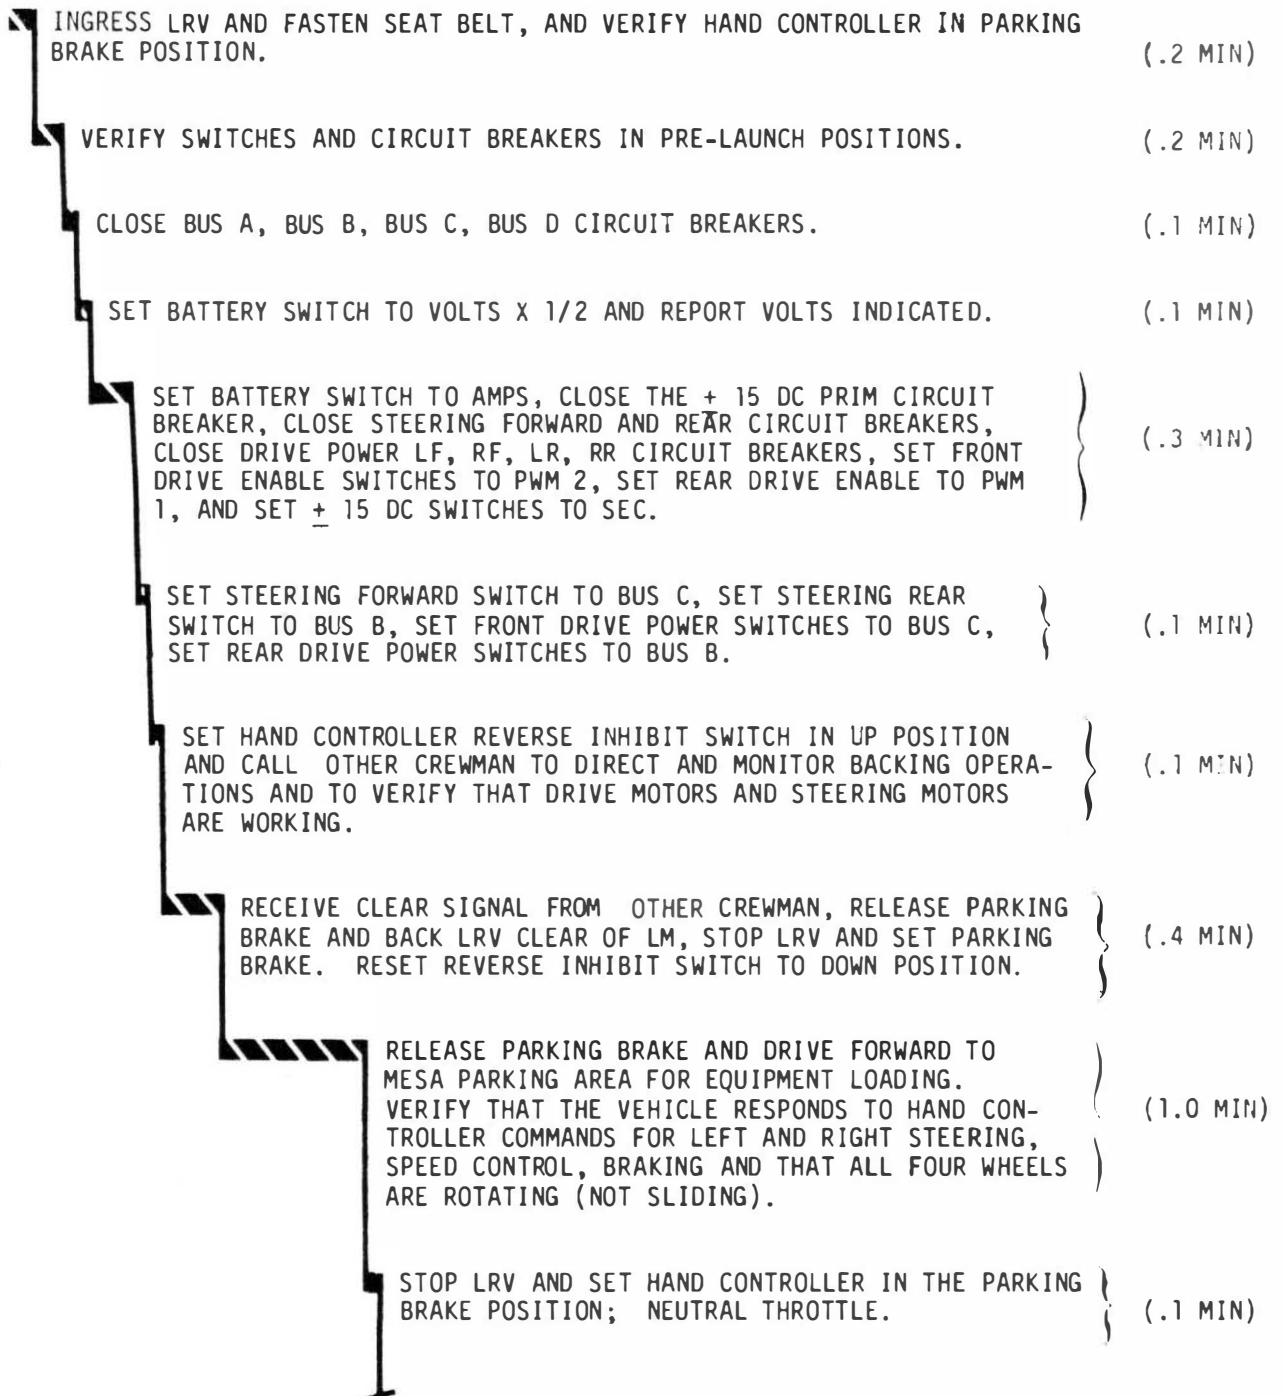 INGRESS LRV AND FASTEN SEAT BELT, AND VERIFY HAND CONTROLLER IN PARKING
BRAKE POSITION. (.2 MIN)
VERIFY SWITCHES AND CIRCUIT BREAKERS IN PRE-LAUNCH POSITIONS. (.2 MIN)
CLOSE BUS A, BUS B, BUS C, BUS D CIRCUIT BREAKERS. (.1 MIN)
SET BATTERY SWITCH TO VOLTS X 1/2 AND REPORT VOLTS INDICATED. (.1 MIN)
SET BATTERY SWITCH TO AMPS, CLOSE THE ± 15 DC PRIM CIRCUIT
BREAKER, CLOSE STEERING FORWARD AND REAR CIRCUIT BREAKERS,
CLOSE DRIVE POWER LF, RF, LR, RR CIRCUIT BREAKERS, SET FRONT (.3 MIN)
DRIVE ENABLE SWITCHES TO PWM 2, SET REAR DRIVE ENABLE TO PWM
1, AND SET ± 15 DC SWITCHES TO SEC.
SET STEERING FORWARD SWITCH TO BUS C, SET STEERING REAR
SWITCH TO BUS B, SET FRONT DRIVE POWER SWITCHES TO BUS C, (.1 MIN)
SET REAR DRIVE POWER SWITCHES TO BUS B.
SET HAND CONTROLLER REVERSE INHIBIT SWITCH IN UP POSITION
AND CALL OTHER CREWMAN TO DIRECT AND MONITOR BACKING OPERA- (.1 MIN)
TIONS AND TO VERIFY THAT DRIVE MOTORS AND STEERING MOTORS
ARE WORKING.
RECEIVE CLEAR SIGNAL FROM OTHER CREWMAN, RELEASE PARKING
BRAKE AND BACK LRV CLEAR OF LM, STOP LRV AND SET PARKING (.4 MIN)
BRAKE. RESET REVERSE INHIBIT SWITCH TO DOWN POSITION.
RELEASE PARKING BRAKE AND DRIVE FORWARD TO
MESA PARKING AREA FOR EQUIPMENT LOADING.
VERIFY THAT THE VEHICLE RESPONDS TO HAND CON- (1.0 MIN)
TROLLER COMMANDS FOR LEFT AND RIGHT STEERING,
SPEED CONTROL, BRAKING AND THAT ALL FOUR WHEELS
ARE ROTATING (NOT SLIDING).
STOP LRV AND SET HAND CONTROLLER IN THE PARKING
BRAKE POSITION; NEUTRAL THROTTLE. (.1 MIN)